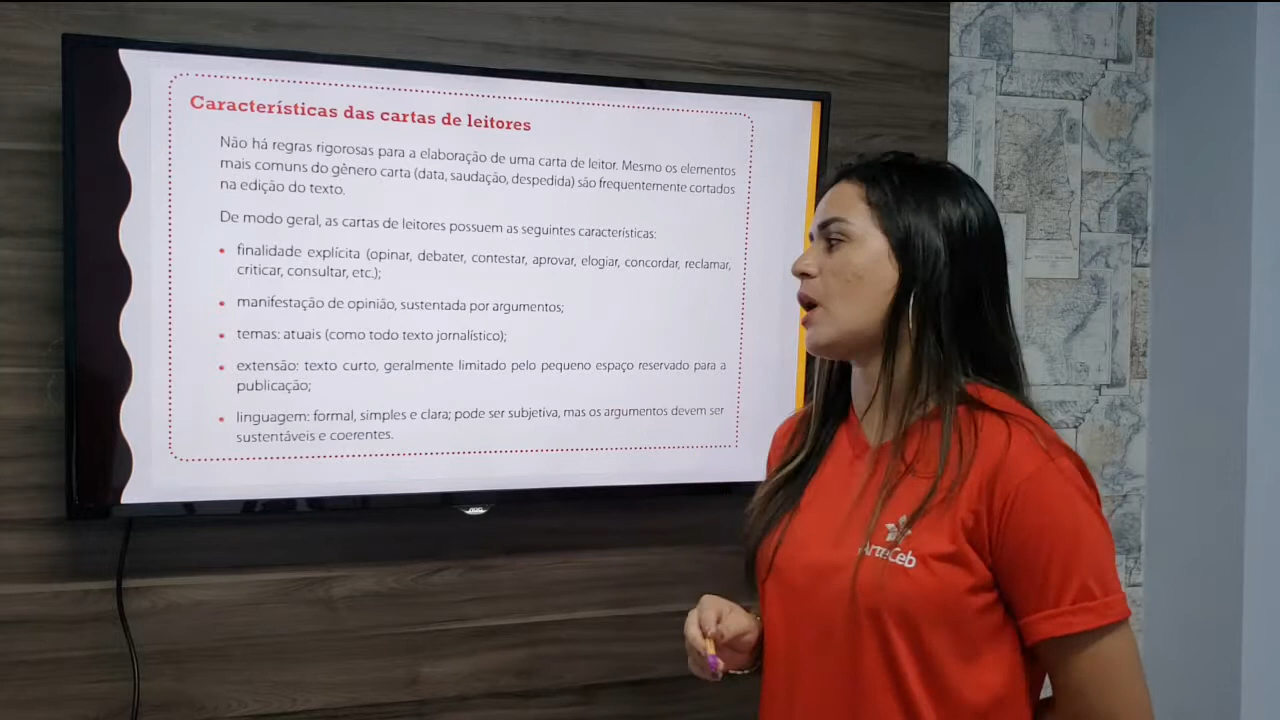 Características das cartas de leitores
Não há regras rigorosas para a elaboração de uma carta de leitor. Mesmo os elementos
mais comuns do gênero carta (data, saudação, despedida) são frequentemente cortados
na edição do texto.
De modo geral, as cartas de leitores possuem as seguintes características:
• finalidade explícita (opinar, debater, contestar, aprovar, elogiar, concordar, reclamar,
criticar, consultar, etc.);
• manifestação de opinião, sustentada por argumentos;
• temas: atuais (como todo texto jornalístico);
• extensão: texto curto, geralmente limitado pelo pequeno espaço reservado para a
publicação;
• linguagem: formal, simples e clara; pode ser subjetiva, mas os argumentos devem ser
sustentáveis e coerentes.
AOC
ArteCeb